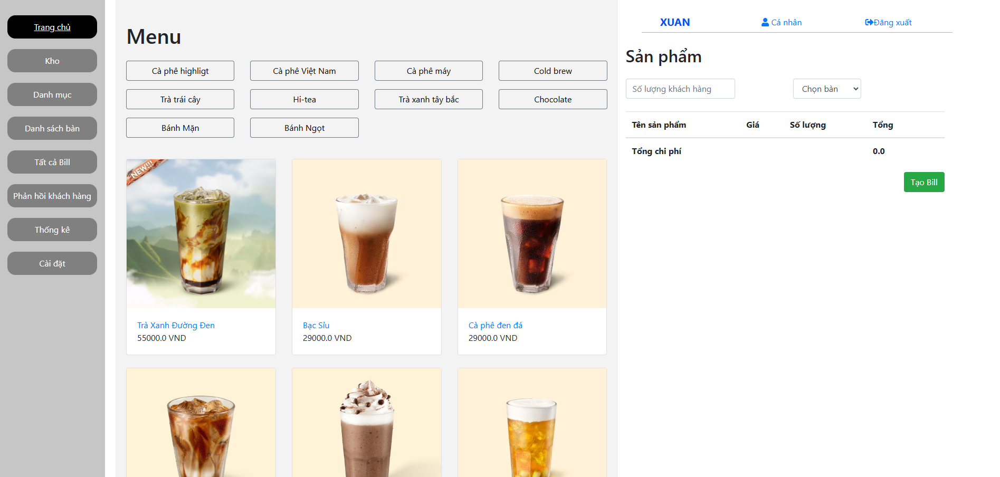 Trang chủ
Kho
Danh mục
Danh sách bàn
Tất cả Bill
Phản hồi khách hàng
Thống kê
Cài đặt
Menu
Cà phê highligt
Cà phê Việt Nam
Cà phê máy
Cold brew
Trà trái cây
Hi-tea
Trà xanh tây bắc
Chocolate
Bánh Mặn
Bánh Ngọt
NEW!!!
Trà Xanh Đường Đen
55000.0 VND
Bạc Sỉu
29000.0 VND
Cà phê đen đá
29000.0 VND
XUAN
Cá nhân
Đăng xuất
Sản phẩm
Số lượng khách hàng
Chọn bàn
Tên sản phẩm Giá Số lượng Tổng
Tổng chi phí 0.0
Tạo Bill